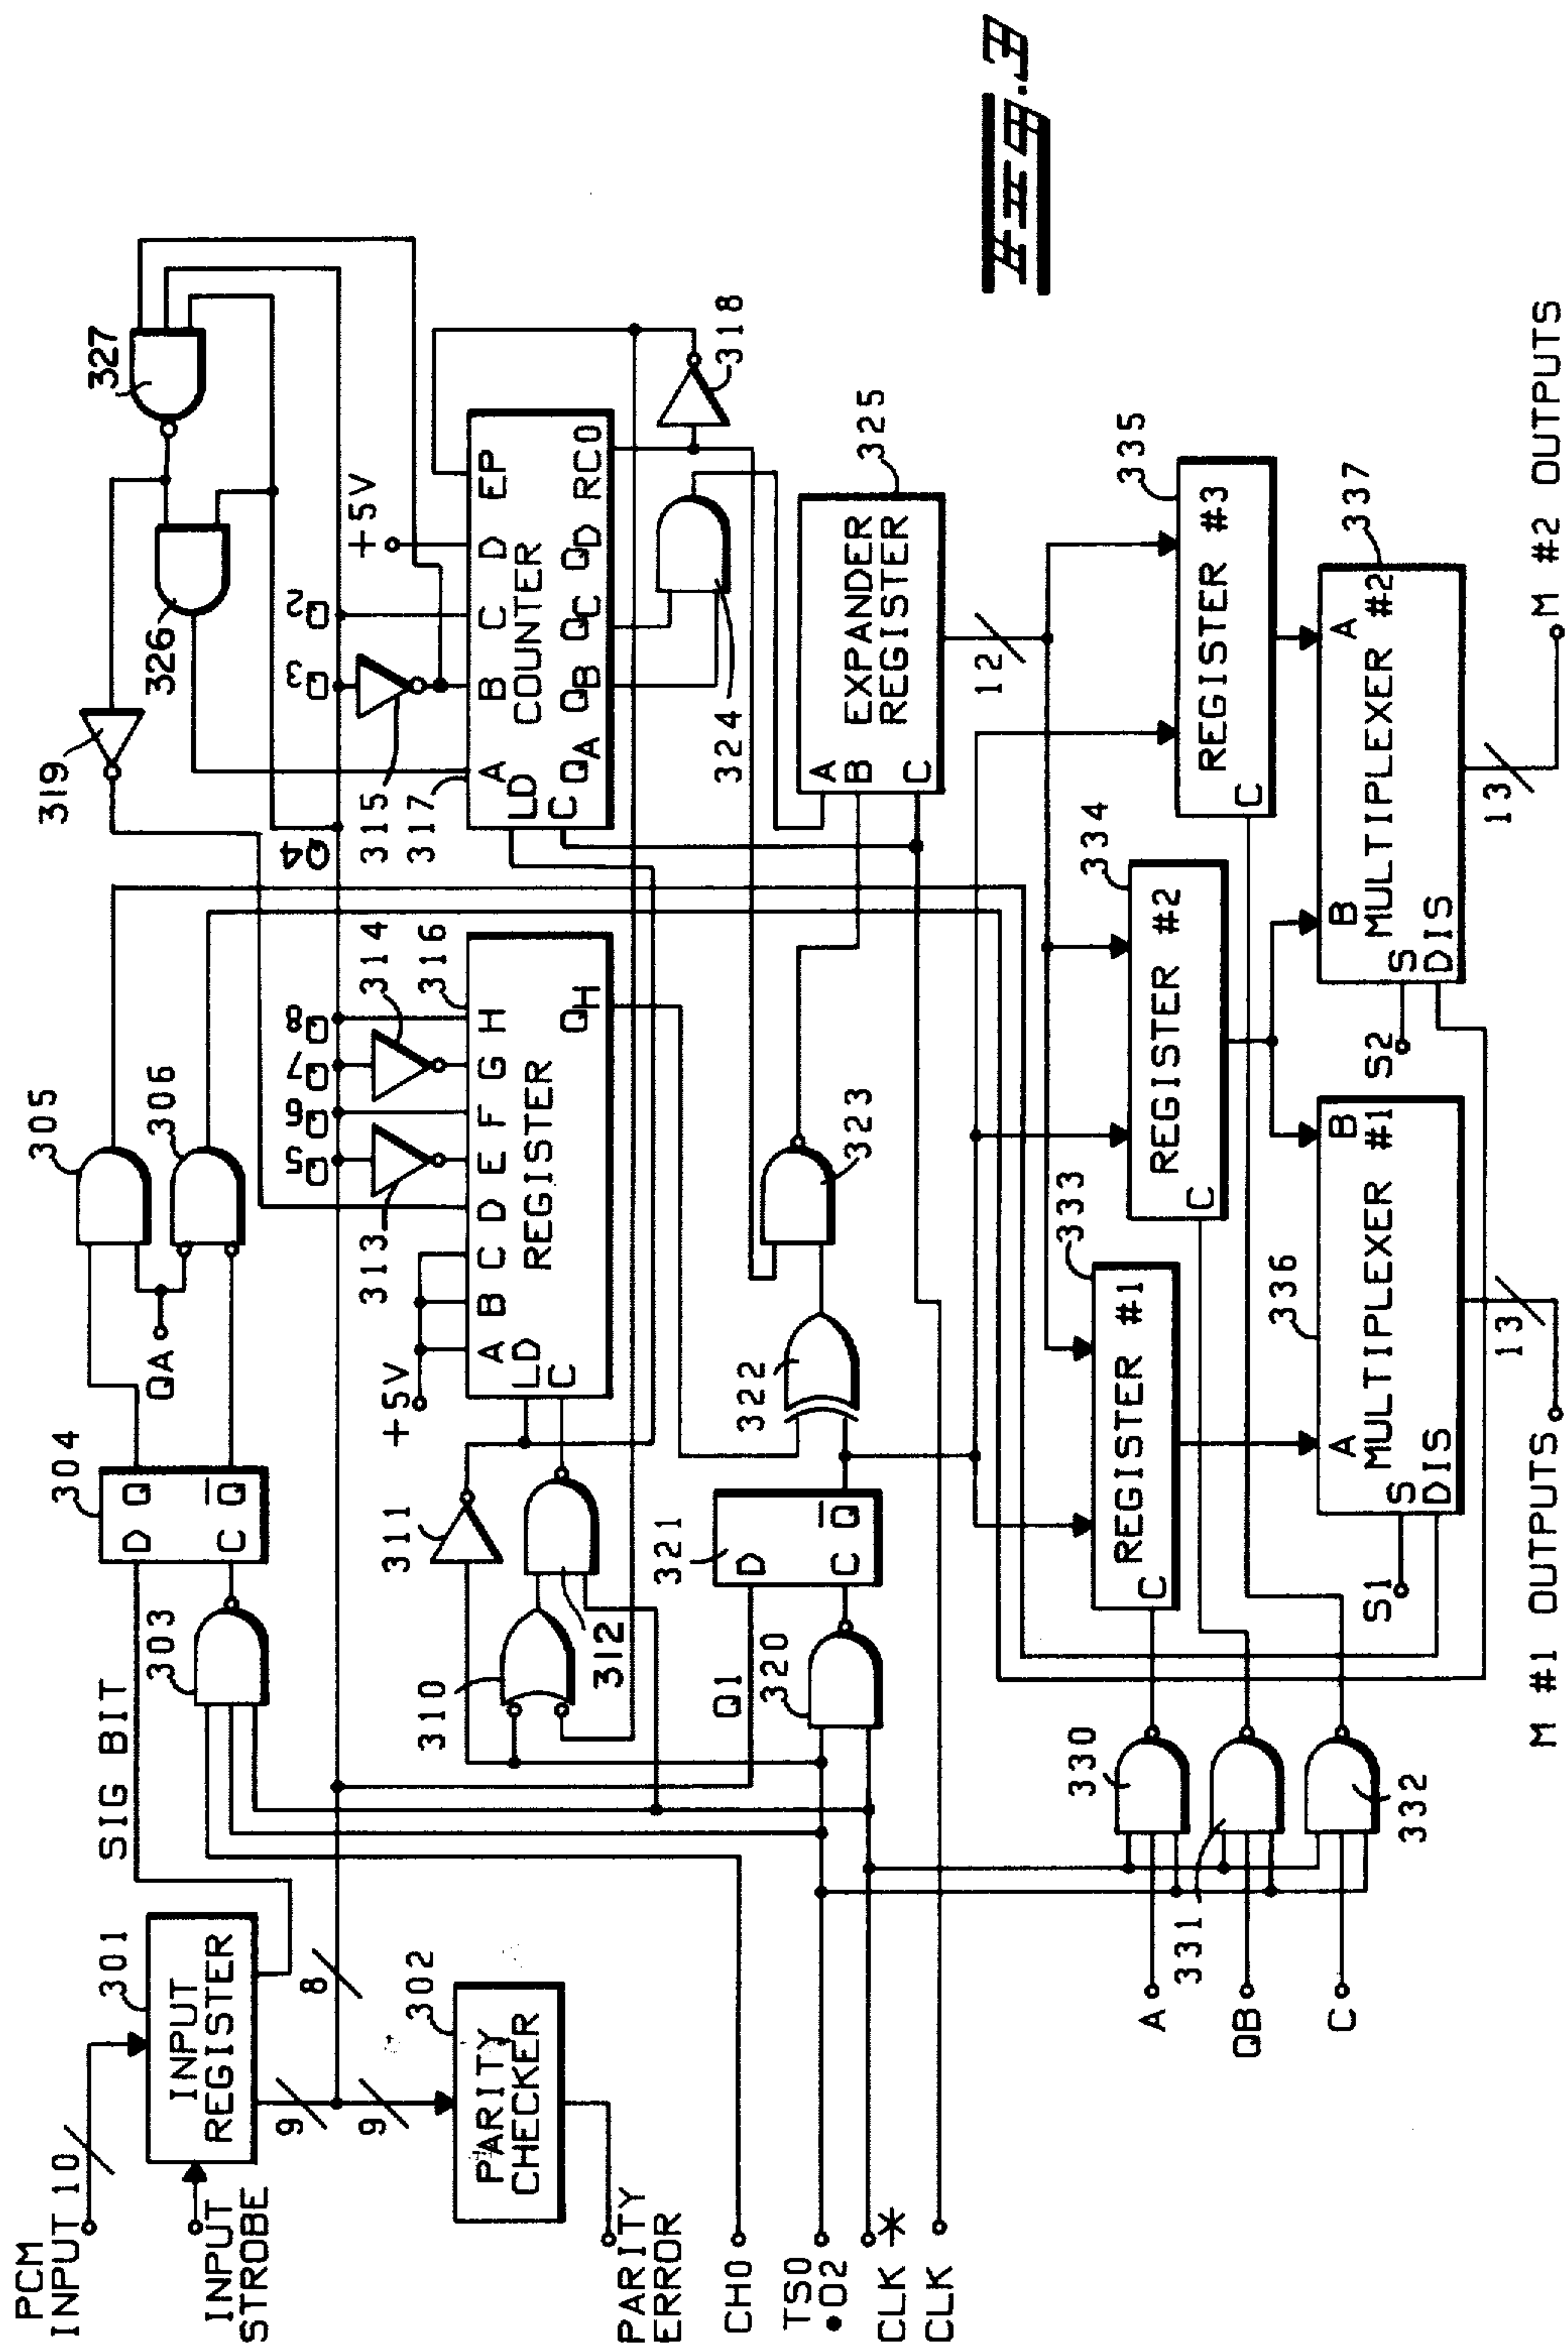 PCM
INPUT 10
INPUT
STROBE
301
INPUT
REGISTER
SIG BIT
9
8
9
302
PARITY
CHECKER
PARITY
ERROR
CH0
TS0
•02
CLK *
CLK
303
304
D Q
C Q̅
QA
305
306
319
326
327
Q1
Q5
Q6
Q7
Q8
Q4
Q3
Q2
+5V
310
311
312
313
314
316
A B C D E F G H
LD
C
REGISTER
QH
315
317
+5V
A B C D EP
LD
COUNTER
C
QA QB QC QD RCO
318
320
321
D
C Q̅
322
323
324
325
A
B
C
EXPANDER
REGISTER
12
A
QB
C
330
331
332
333
REGISTER #1
C
334
REGISTER #2
C
335
REGISTER #3
C
336
A B
MULTIPLEXER #1
S
DIS
S1
13
M #1 OUTPUTS
337
B A
MULTIPLEXER #2
S
DIS
S2
13
M #2 OUTPUTS
FIG. 3